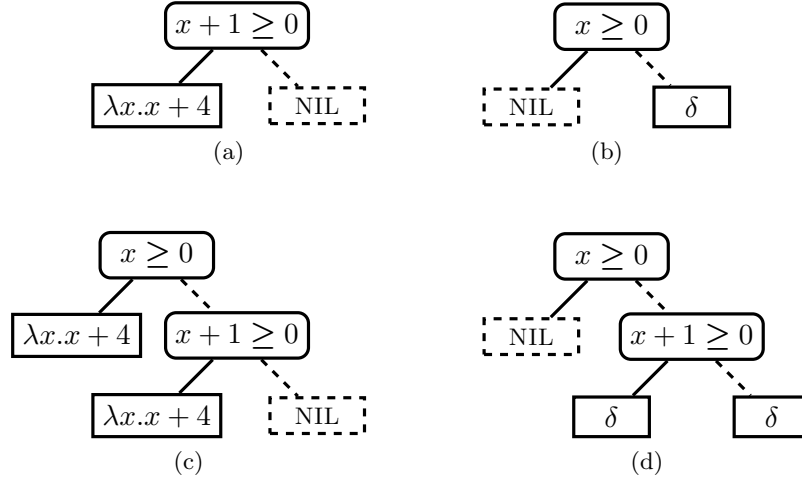 x + 1 ≥ 0
λx.x + 4
NIL
(a)
x ≥ 0
NIL
δ
(b)
x ≥ 0
λx.x + 4
x + 1 ≥ 0
λx.x + 4
NIL
(c)
x ≥ 0
NIL
x + 1 ≥ 0
δ
δ
(d)